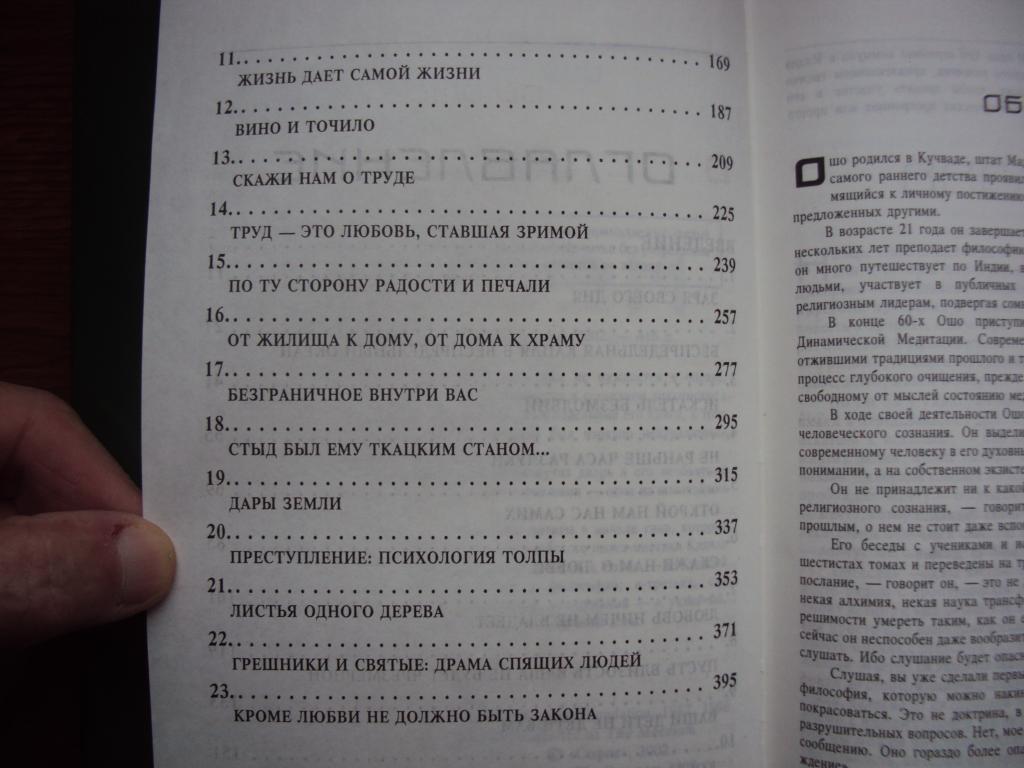 11. 169
ЖИЗНЬ ДАЕТ САМОЙ ЖИЗНИ
12. 187
ВИНО И ТОЧИЛО
13. 209
СКАЖИ НАМ О ТРУДЕ
14. 225
ТРУД — ЭТО ЛЮБОВЬ, СТАВШАЯ ЗРИМОЙ
15. 239
ПО ТУ СТОРОНУ РАДОСТИ И ПЕЧАЛИ
16. 257
ОТ ЖИЛИЩА К ДОМУ, ОТ ДОМА К ХРАМУ
17. 277
БЕЗГРАНИЧНОЕ ВНУТРИ ВАС
18. 295
СТЫД БЫЛ ЕМУ ТКАЦКИМ СТАНОМ...
19. 315
ДАРЫ ЗЕМЛИ
20. 337
ПРЕСТУПЛЕНИЕ: ПСИХОЛОГИЯ ТОЛПЫ
21. 353
ЛИСТЬЯ ОДНОГО ДЕРЕВА
22. 371
ГРЕШНИКИ И СВЯТЫЕ: ДРАМА СПЯЩИХ ЛЮДЕЙ
23. 395
КРОМЕ ЛЮБВИ НЕ ДОЛЖНО БЫТЬ ЗАКОНА
ОБ
Ошо родился в Кучваде, штат
самого раннего детства
мящийся к личному постижению
предложенных другими.
В возрасте 21 года он завершает
нескольких лет преподает
он много путешествует по Индии,
людьми, участвует в публичных
религиозным лидерам, подвергая
В конце 60-х Ошо
Динамической Медитации.
отжившими традициями прошлого и
процесс глубокого очищения,
свободному от мыслей состоянию
В ходе своей деятельности Ошо
человеческого сознания. Он
современному человеку в его
понимании, а на собственном
Он не принадлежит ни к
религиозного сознания, —
прошлым, о нем не стоит даже
Его беседы с учениками и
шестистах томах и переведены на
послание, — говорит он, — это не
некая алхимия, некая наука
решимости умереть таким, как он
сейчас он неспособен даже
слушать. Ибо слушание будет
Слушая, вы уже сделали
философия, которую можно
покрасоваться. Это не доктрина,
разрушительных вопросов. Нет,
сообщению. Оно гораздо более
ждение».